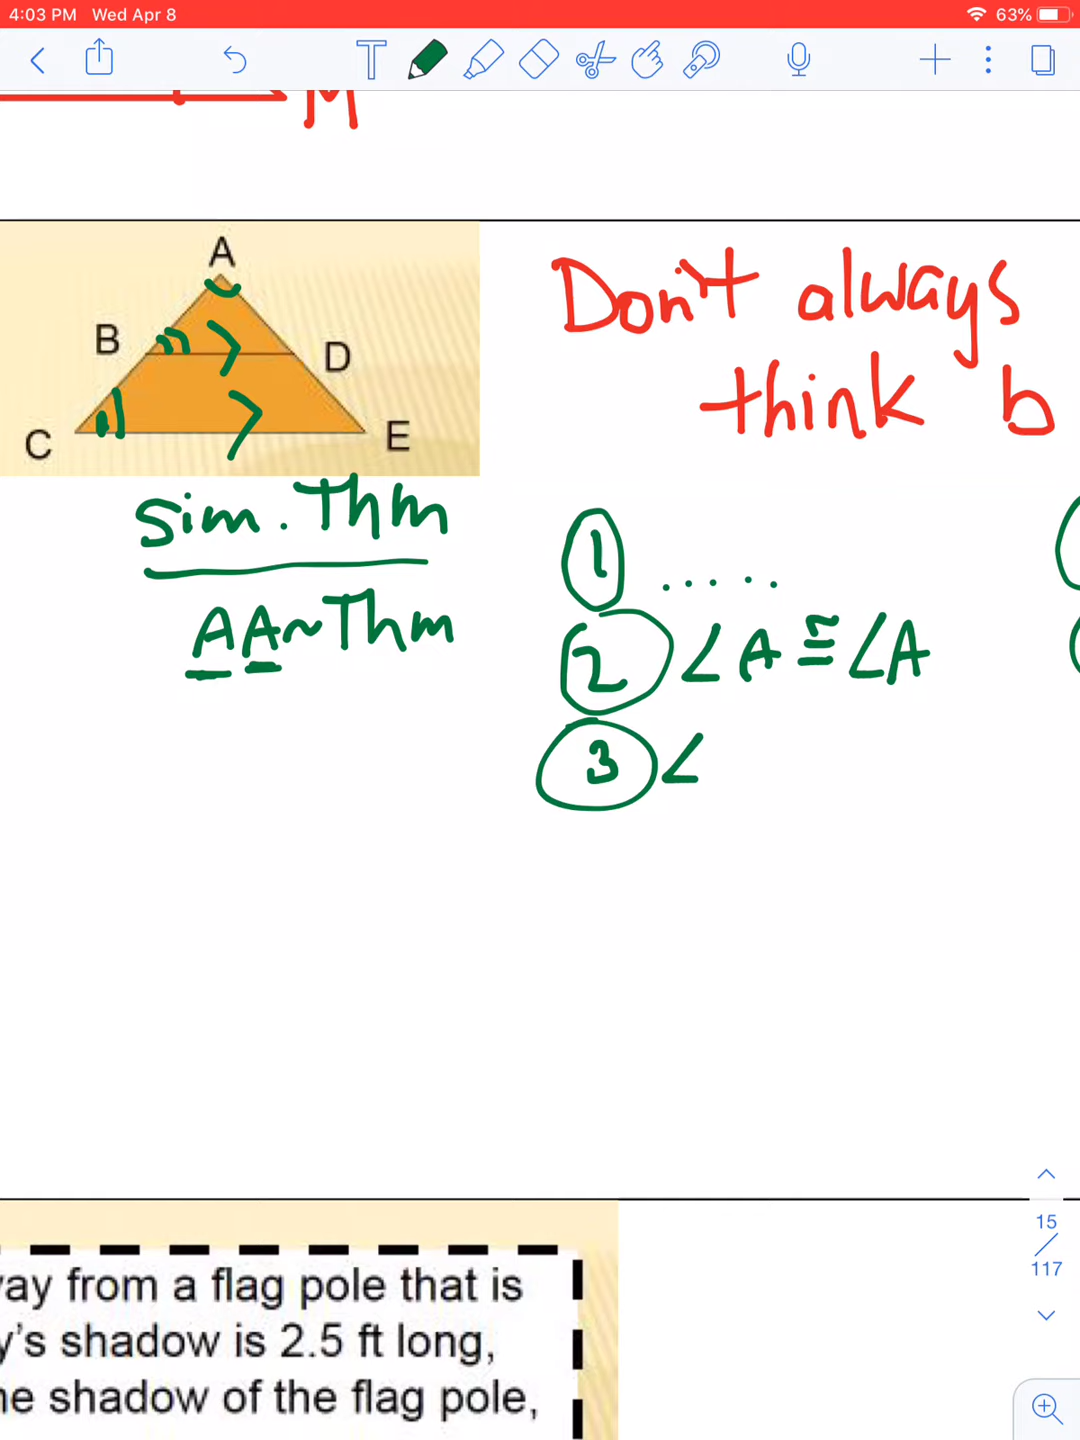 4:03 PM Wed Apr 8 63%
T
M
A
B
D
C
E
Don't always
think b
Sim. Thm
AA~Thm
1 .....
2 ∠A ≅ ∠A
3 ∠
15
117
ay from a flag pole that is
y's shadow is 2.5 ft long,
ne shadow of the flag pole,